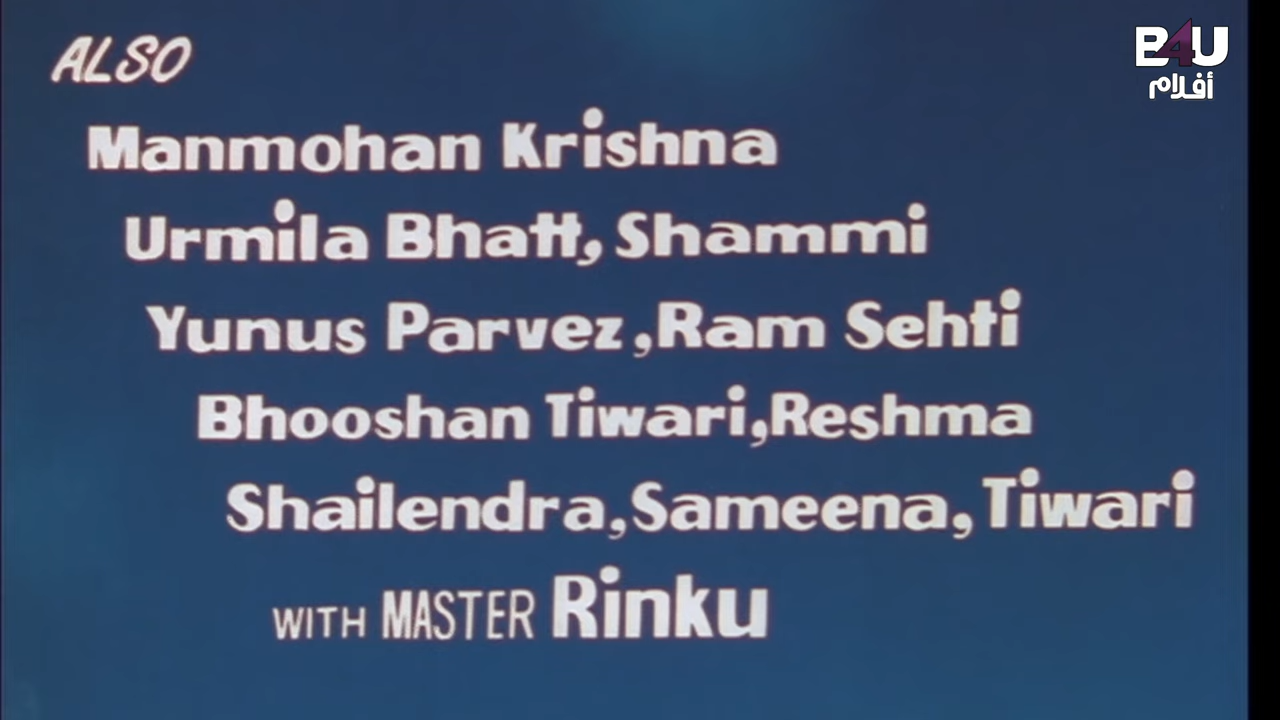 ALSO
B4U
أفلام
Manmohan Krishna
Urmila Bhatt, Shammi
Yunus Parvez,Ram Sehti
Bhooshan Tiwari,Reshma
Shailendra,Sameena, Tiwari
WITH MASTER Rinku